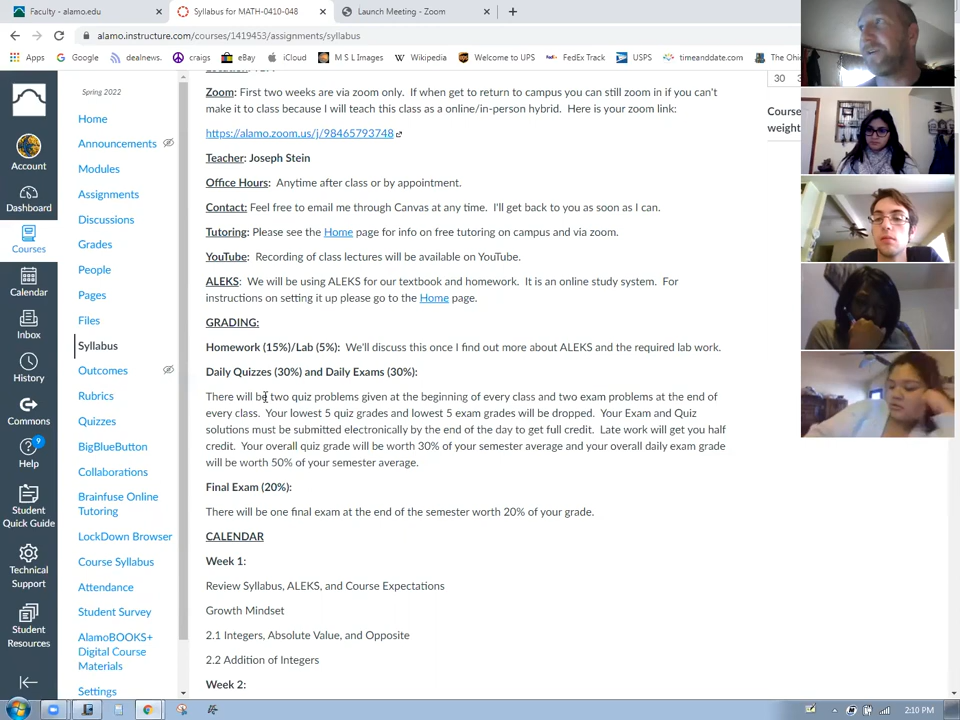 Faculty - alamo.edu
Syllabus for MATH-0410-048
Launch Meeting - Zoom
alamo.instructure.com/courses/1419453/assignments/syllabus
Apps
Google
dealnews.
craigs
eBay
iCloud
M S L Images
Wikipedia
Welcome to UPS
FedEx Track
USPS
timeanddate.com
The Ohi
Account
Dashboard
Courses
Calendar
Inbox
History
Commons
9
Help
Student
Quick Guide
Technical
Support
Student
Resources
Spring 2022
Home
Announcements
Modules
Assignments
Discussions
Grades
People
Pages
Files
Syllabus
Outcomes
Rubrics
Quizzes
BigBlueButton
Collaborations
Brainfuse Online
Tutoring
LockDown Browser
Course Syllabus
Attendance
Student Survey
AlamoBOOKS+
Digital Course
Materials
Settings
Zoom: First two weeks are via zoom only. If when get to return to campus you can still zoom in if you can't
make it to class because I will teach this class as a online/in-person hybrid. Here is your zoom link:
https://alamo.zoom.us/j/98465793748
Teacher: Joseph Stein
Office Hours: Anytime after class or by appointment.
Contact: Feel free to email me through Canvas at any time. I'll get back to you as soon as I can.
Tutoring: Please see the Home page for info on free tutoring on campus and via zoom.
YouTube: Recording of class lectures will be available on YouTube.
ALEKS: We will be using ALEKS for our textbook and homework. It is an online study system. For
instructions on setting it up please go to the Home page.
GRADING:
Homework (15%)/Lab (5%): We'll discuss this once I find out more about ALEKS and the required lab work.
Daily Quizzes (30%) and Daily Exams (30%):
There will be two quiz problems given at the beginning of every class and two exam problems at the end of
every class. Your lowest 5 quiz grades and lowest 5 exam grades will be dropped. Your Exam and Quiz
solutions must be submitted electronically by the end of the day to get full credit. Late work will get you half
credit. Your overall quiz grade will be worth 30% of your semester average and your overall daily exam grade
will be worth 50% of your semester average.
Final Exam (20%):
There will be one final exam at the end of the semester worth 20% of your grade.
CALENDAR
Week 1:
Review Syllabus, ALEKS, and Course Expectations
Growth Mindset
2.1 Integers, Absolute Value, and Opposite
2.2 Addition of Integers
Week 2:
30
Course
weight
2:10 PM